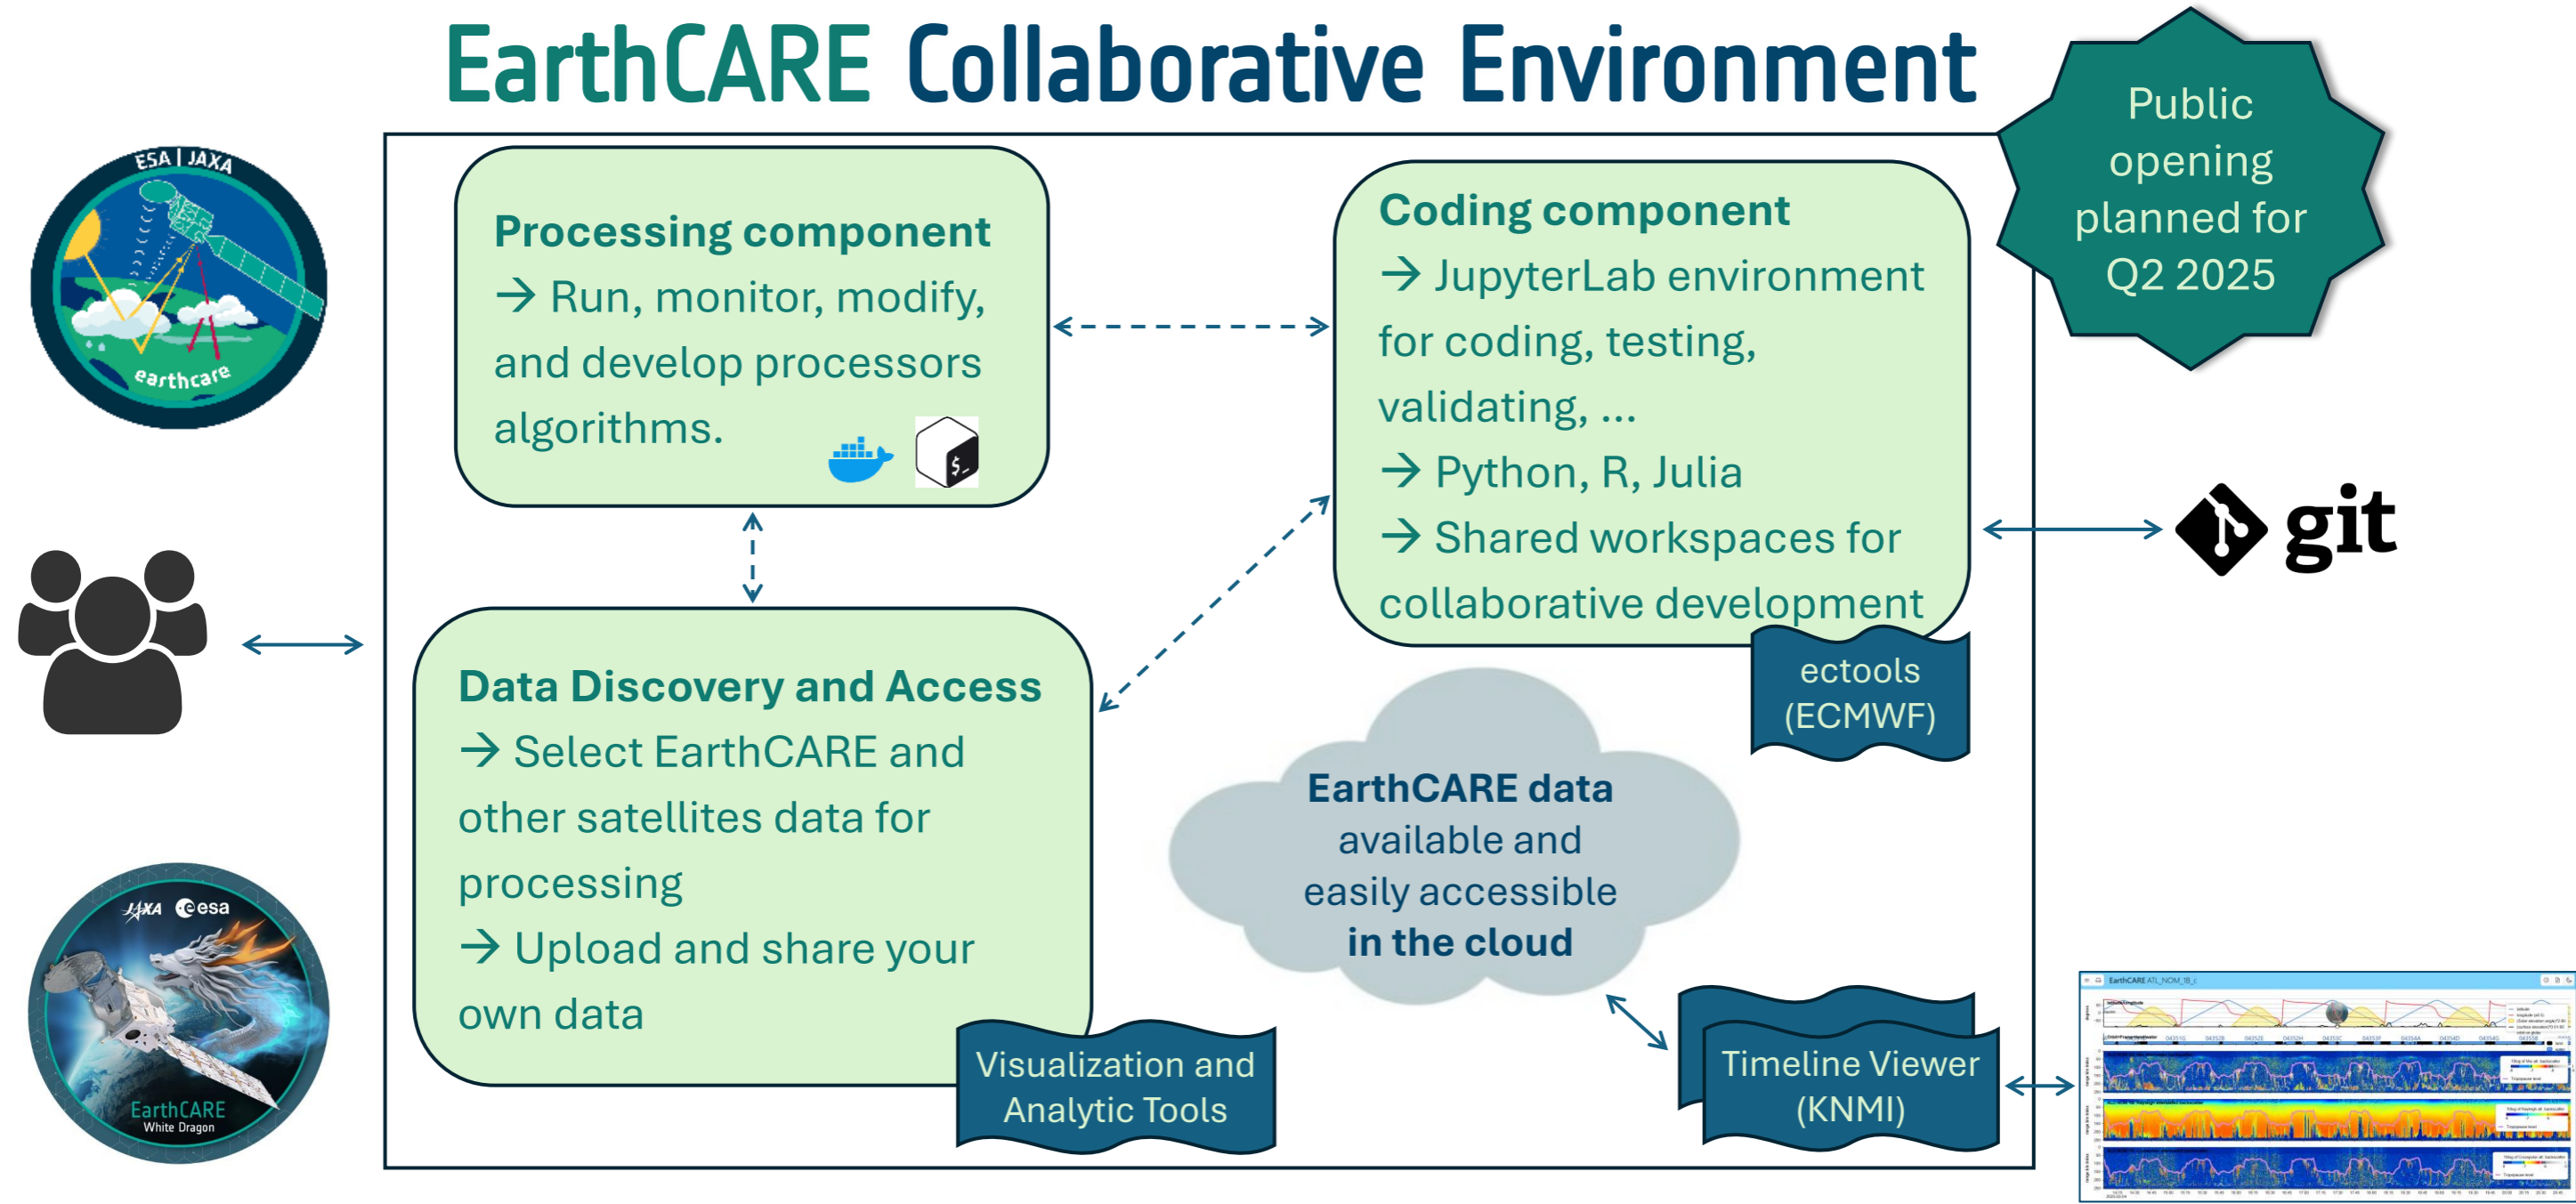 EarthCARE Collaborative Environment
Public
opening
planned for
Q2 2025
ESA | JAXA
earthcare
Processing component
→ Run, monitor, modify,
and develop processors
algorithms.
$_
Coding component
→ JupyterLab environment
for coding, testing,
validating, ...
→ Python, R, Julia
→ Shared workspaces for
collaborative development
ectools
(ECMWF)
git
Data Discovery and Access
→ Select EarthCARE and
other satellites data for
processing
→ Upload and share your
own data
Visualization and
Analytic Tools
EarthCARE data
available and
easily accessible
in the cloud
Timeline Viewer
(KNMI)
JAXA esa
EarthCARE
White Dragon
EarthCARE ATL_NOM_1B_c